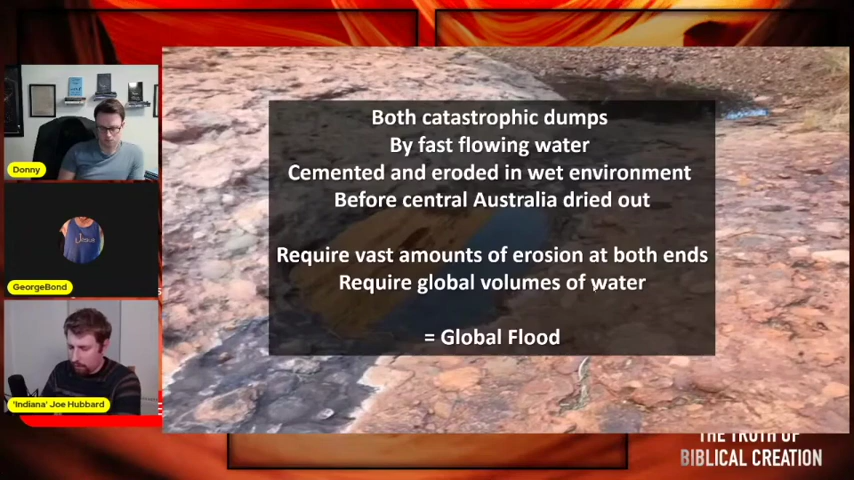 Both catastrophic dumps
By fast flowing water
Cemented and eroded in wet environment
Before central Australia dried out
Require vast amounts of erosion at both ends
Require global volumes of water
= Global Flood
Donny
Jesus
GeorgeBond
'Indiana' Joe Hubbard
THE TRUTH OF
BIBLICAL CREATION